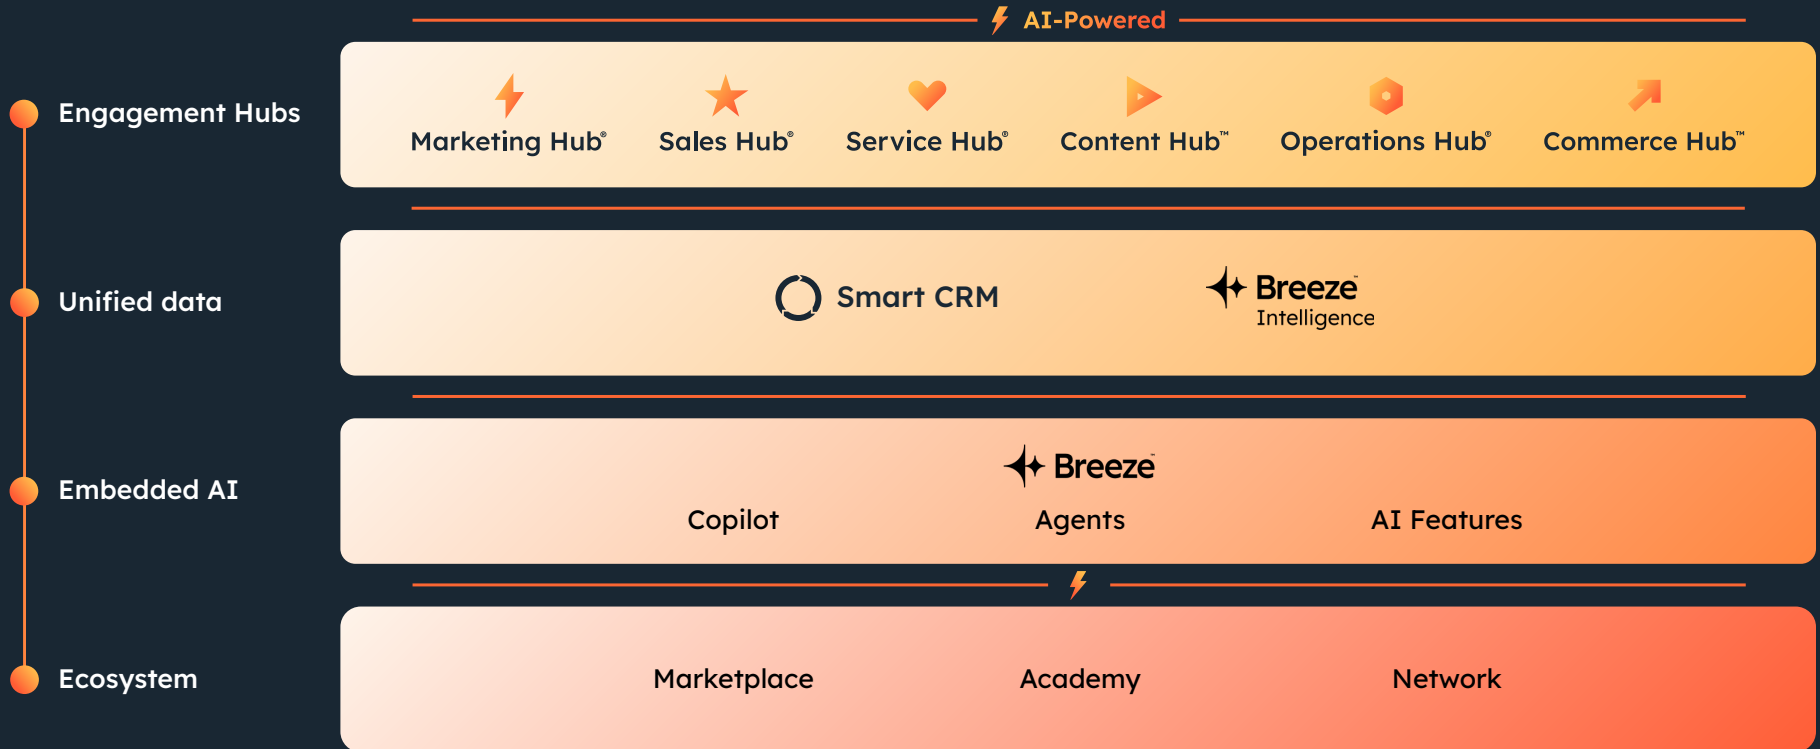 AI-Powered
Engagement Hubs
Marketing Hub®
Sales Hub®
Service Hub®
Content Hub™
Operations Hub®
Commerce Hub™
Unified data
Smart CRM
Breeze™
Intelligence
Embedded AI
Breeze™
Copilot
Agents
AI Features
Ecosystem
Marketplace
Academy
Network